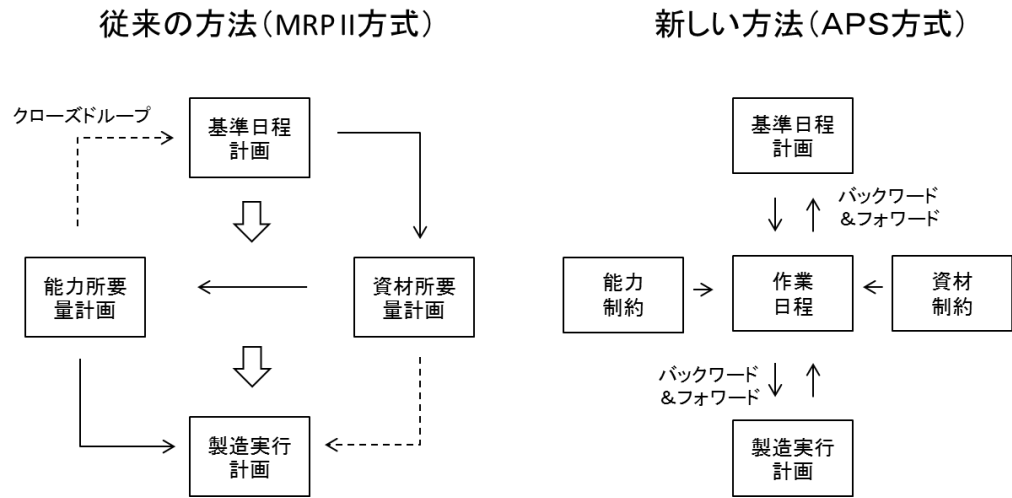 従来の方法(MRPII方式)
クローズドループ
基準日程
計画
能力所要
量計画
資材所要
量計画
製造実行
計画
新しい方法(APS方式)
基準日程
計画
バックワード
&フォワード
能力
制約
作業
日程
資材
制約
バックワード
&フォワード
製造実行
計画